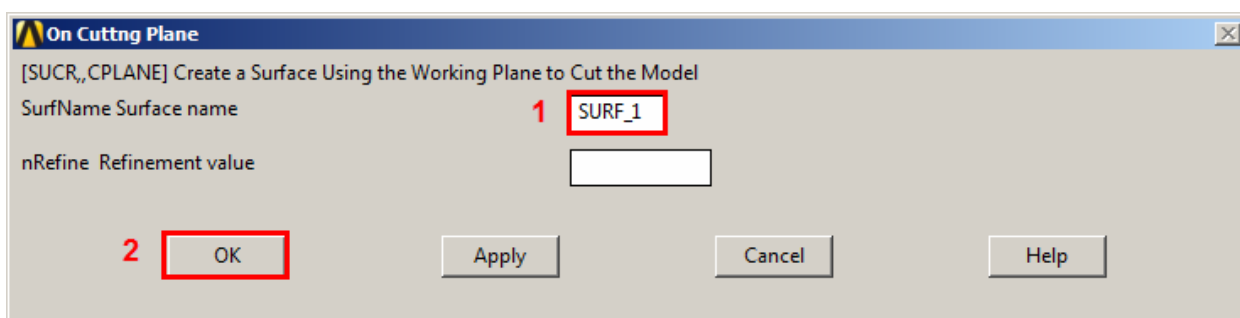 On Cuttng Plane
[SUCR,,CPLANE] Create a Surface Using the Working Plane to Cut the Model
SurfName Surface name 1 SURF_1
nRefine Refinement value
2 OK Apply Cancel Help